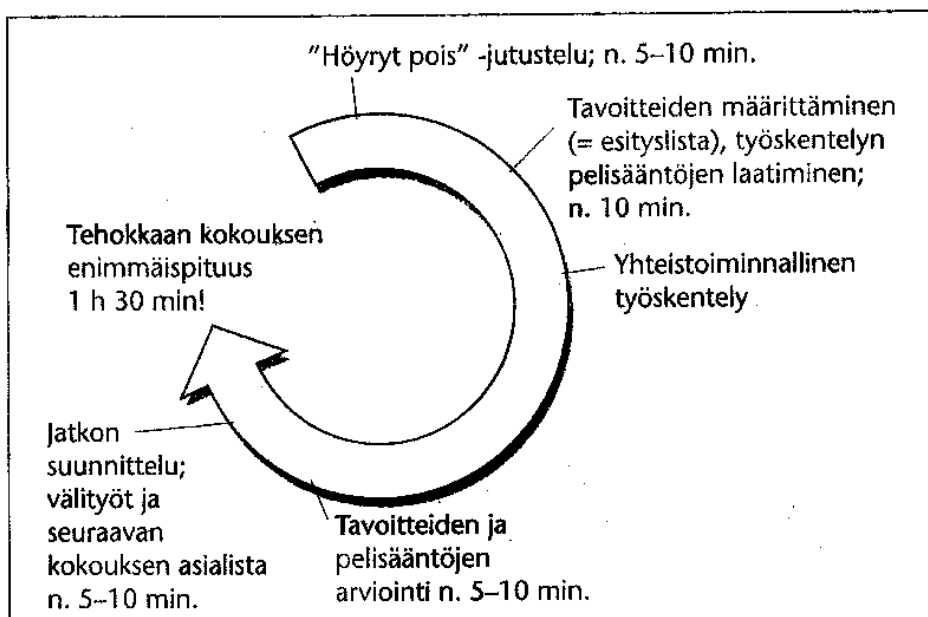 "Höyryt pois" -jutustelu; n. 5–10 min.
Tavoitteiden määrittäminen
(= esityslista), työskentelyn
pelisääntöjen laatiminen;
n. 10 min.
Yhteistoiminnallinen
työskentely
Tavoitteiden ja
pelisääntöjen
arviointi n. 5–10 min.
Jatkon
suunnittelu;
välityöt ja
seuraavan
kokouksen asialista
n. 5–10 min.
Tehokkaan kokouksen
enimmäispituus
1 h 30 min!